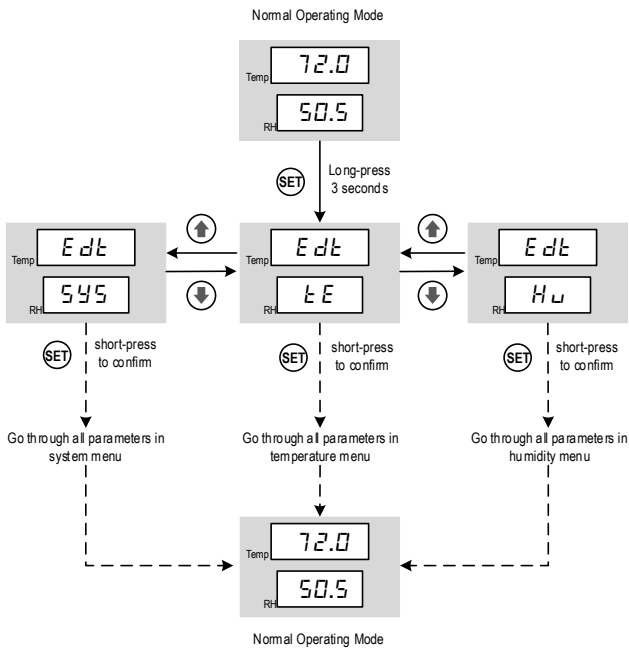 Normal Operating Mode
Temp 72.0
RH 50.5
SET
Long-press
3 seconds
Temp Edt
RH SYS
Temp Edt
RH tE
Temp Edt
RH Hu
SET
short-press
to confirm
SET
short-press
to confirm
SET
short-press
to confirm
Go through all parameters in
system menu
Go through all parameters in
temperature menu
Go through all parameters in
humidity menu
Temp 72.0
RH 50.5
Normal Operating Mode